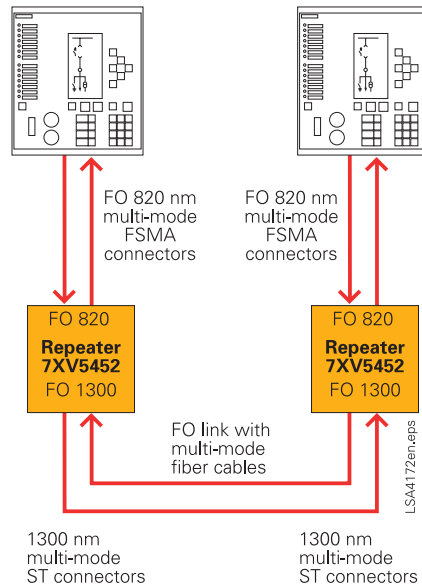 FO 820 nm
multi-mode
FSMA
connectors
FO 820 nm
multi-mode
FSMA
connectors
FO 820
Repeater
7XV5452
FO 1300
FO 820
Repeater
7XV5452
FO 1300
FO link with
multi-mode
fiber cables
LSA4172en.eps
1300 nm
multi-mode
ST connectors
1300 nm
multi-mode
ST connectors